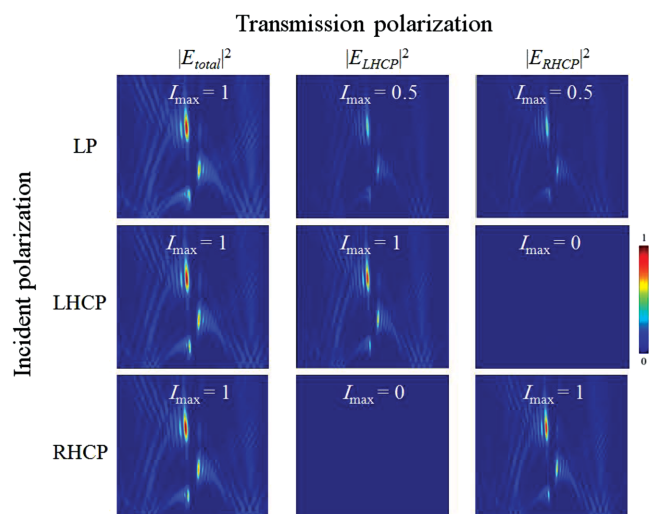 Transmission polarization
|E_total|² |E_LHCP|² |E_RHCP|²
Incident polarization
LP
I_max = 1 I_max = 0.5 I_max = 0.5
LHCP
I_max = 1 I_max = 1 I_max = 0
1
0
RHCP
I_max = 1 I_max = 0 I_max = 1